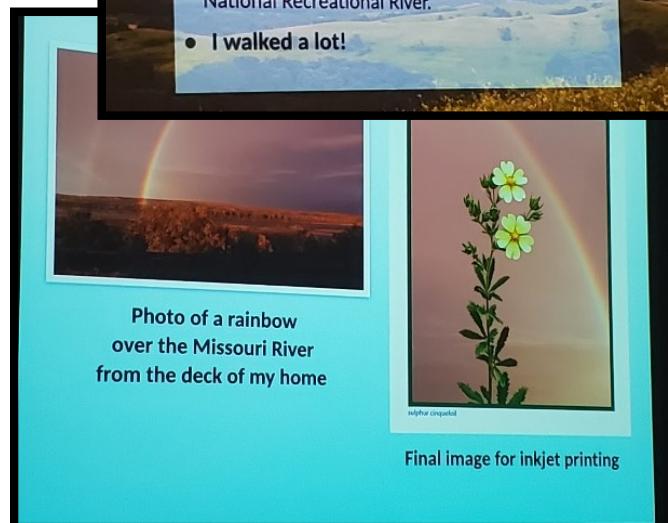 National Recreational River.
• I walked a lot!
Photo of a rainbow
over the Missouri River
from the deck of my home
sulphur cinquefoil
Final image for inkjet printing